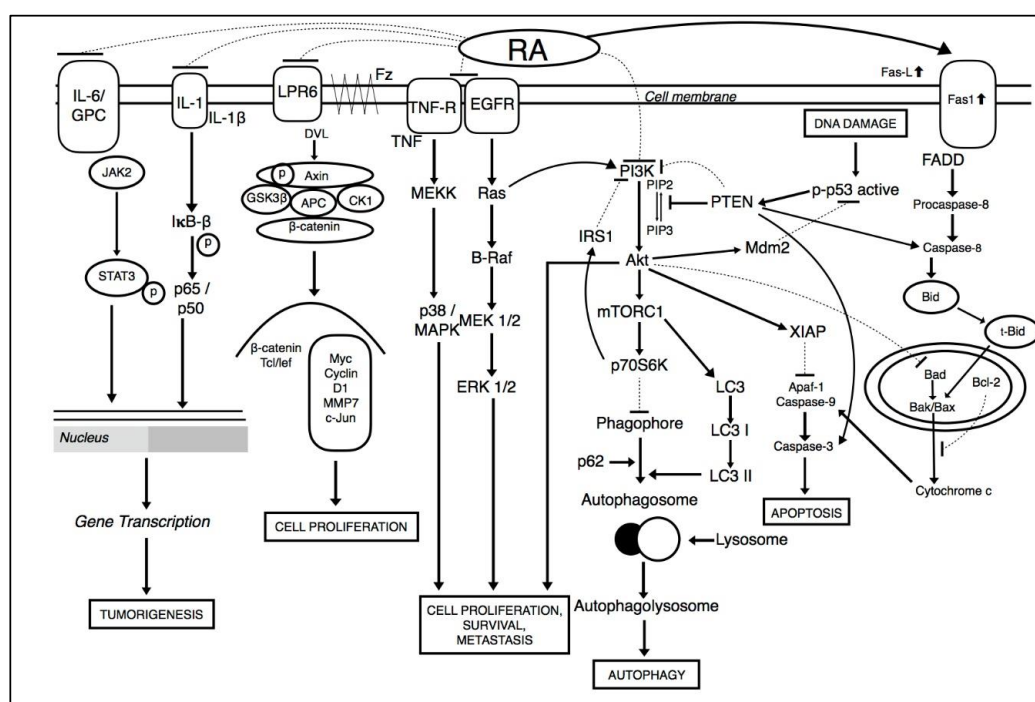 RA
IL-6/
GPC
IL-1
IL-1β
LPR6
Fz
TNF-R
TNF
EGFR
Cell membrane
Fas-L
Fas1
DNA DAMAGE
JAK2
STAT3
p
IκB-β
p
p65 /
p50
DVL
p
Axin
GSK3β
APC
CK1
β-catenin
β-catenin
Tcl/lef
Myc
Cyclin
D1
MMP7
c-Jun
CELL PROLIFERATION
Nucleus
Gene Transcription
TUMORIGENESIS
MEKK
p38 /
MAPK
Ras
B-Raf
MEK 1/2
ERK 1/2
CELL PROLIFERATION,
SURVIVAL,
METASTASIS
PI3K
PIP2
PIP3
PTEN
IRS1
Akt
Mdm2
p-p53 active
mTORC1
p70S6K
Phagophore
p62
LC3
LC3 I
LC3 II
Autophagosome
Lysosome
Autophagolysosome
AUTOPHAGY
XIAP
Apaf-1
Caspase-9
Caspase-3
APOPTOSIS
FADD
Procaspase-8
Caspase-8
Bid
t-Bid
Bad
Bcl-2
Bak/Bax
Cytochrome c